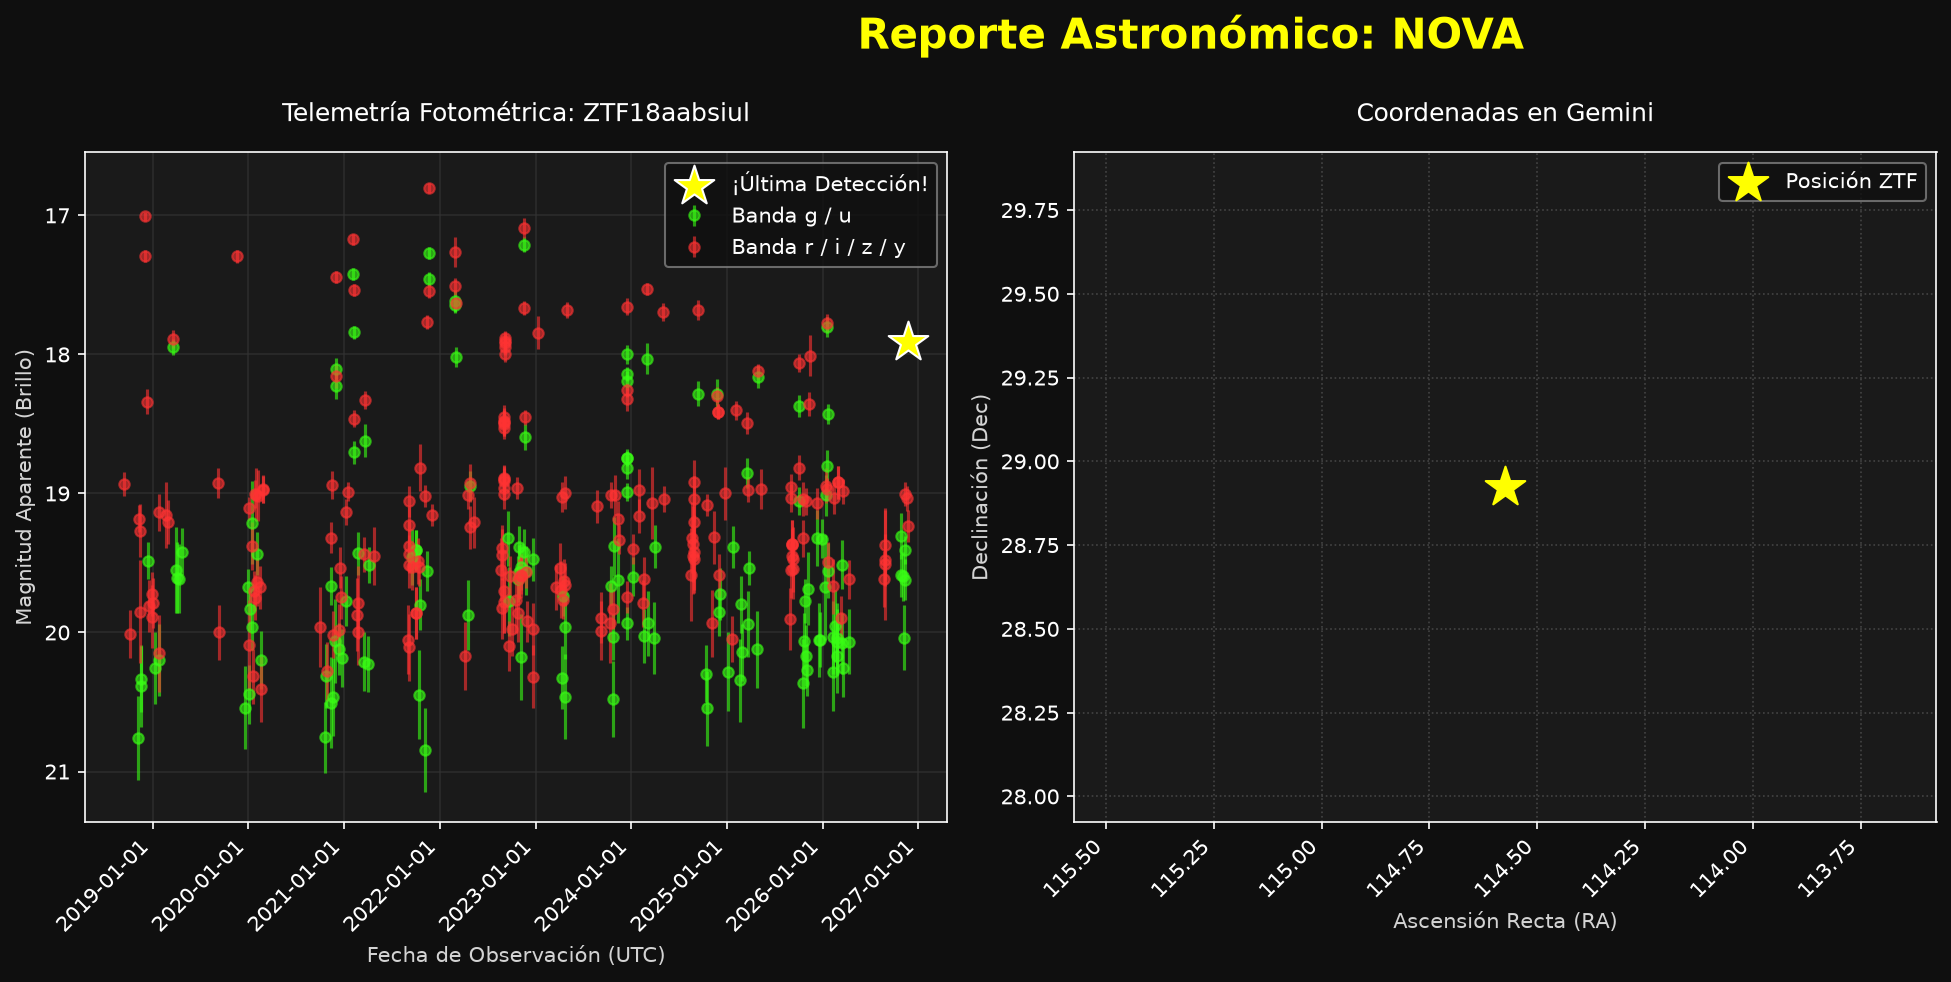 Reporte Astronómico: NOVA
Telemetría Fotométrica: ZTF18aabsiul
¡Última Detección!
Banda g / u
Banda r / i / z / y
Magnitud Aparente (Brillo)
17
18
19
20
21
2019-01-01
2020-01-01
2021-01-01
2022-01-01
2023-01-01
2024-01-01
2025-01-01
2026-01-01
2027-01-01
Fecha de Observación (UTC)
Coordenadas en Gemini
Posición ZTF
Declinación (Dec)
29.75
29.50
29.25
29.00
28.75
28.50
28.25
28.00
115.50
115.25
115.00
114.75
114.50
114.25
114.00
113.75
Ascensión Recta (RA)